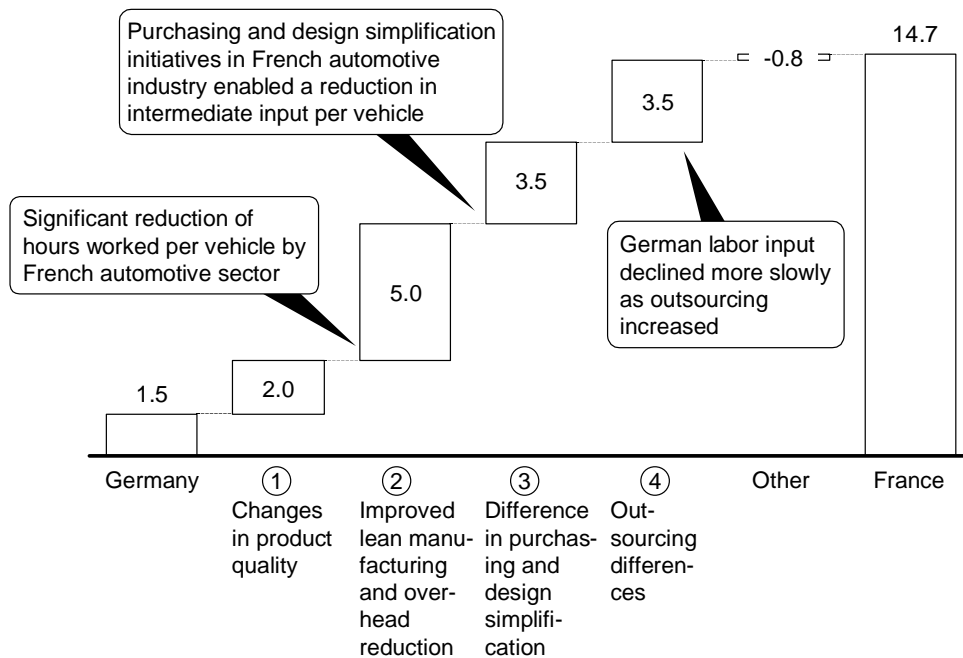 Purchasing and design simplification
initiatives in French automotive
industry enabled a reduction in
intermediate input per vehicle
14.7
-0.8
3.5
3.5
Significant reduction of
hours worked per vehicle by
French automotive sector
German labor input
declined more slowly
as outsourcing
increased
5.0
2.0
1.5
Germany
1
Changes
in product
quality
2
Improved
lean manu-
facturing
and over-
head
reduction
3
Difference
in purchas-
ing and
design
simplifi-
cation
4
Out-
sourcing
differen-
ces
Other
France